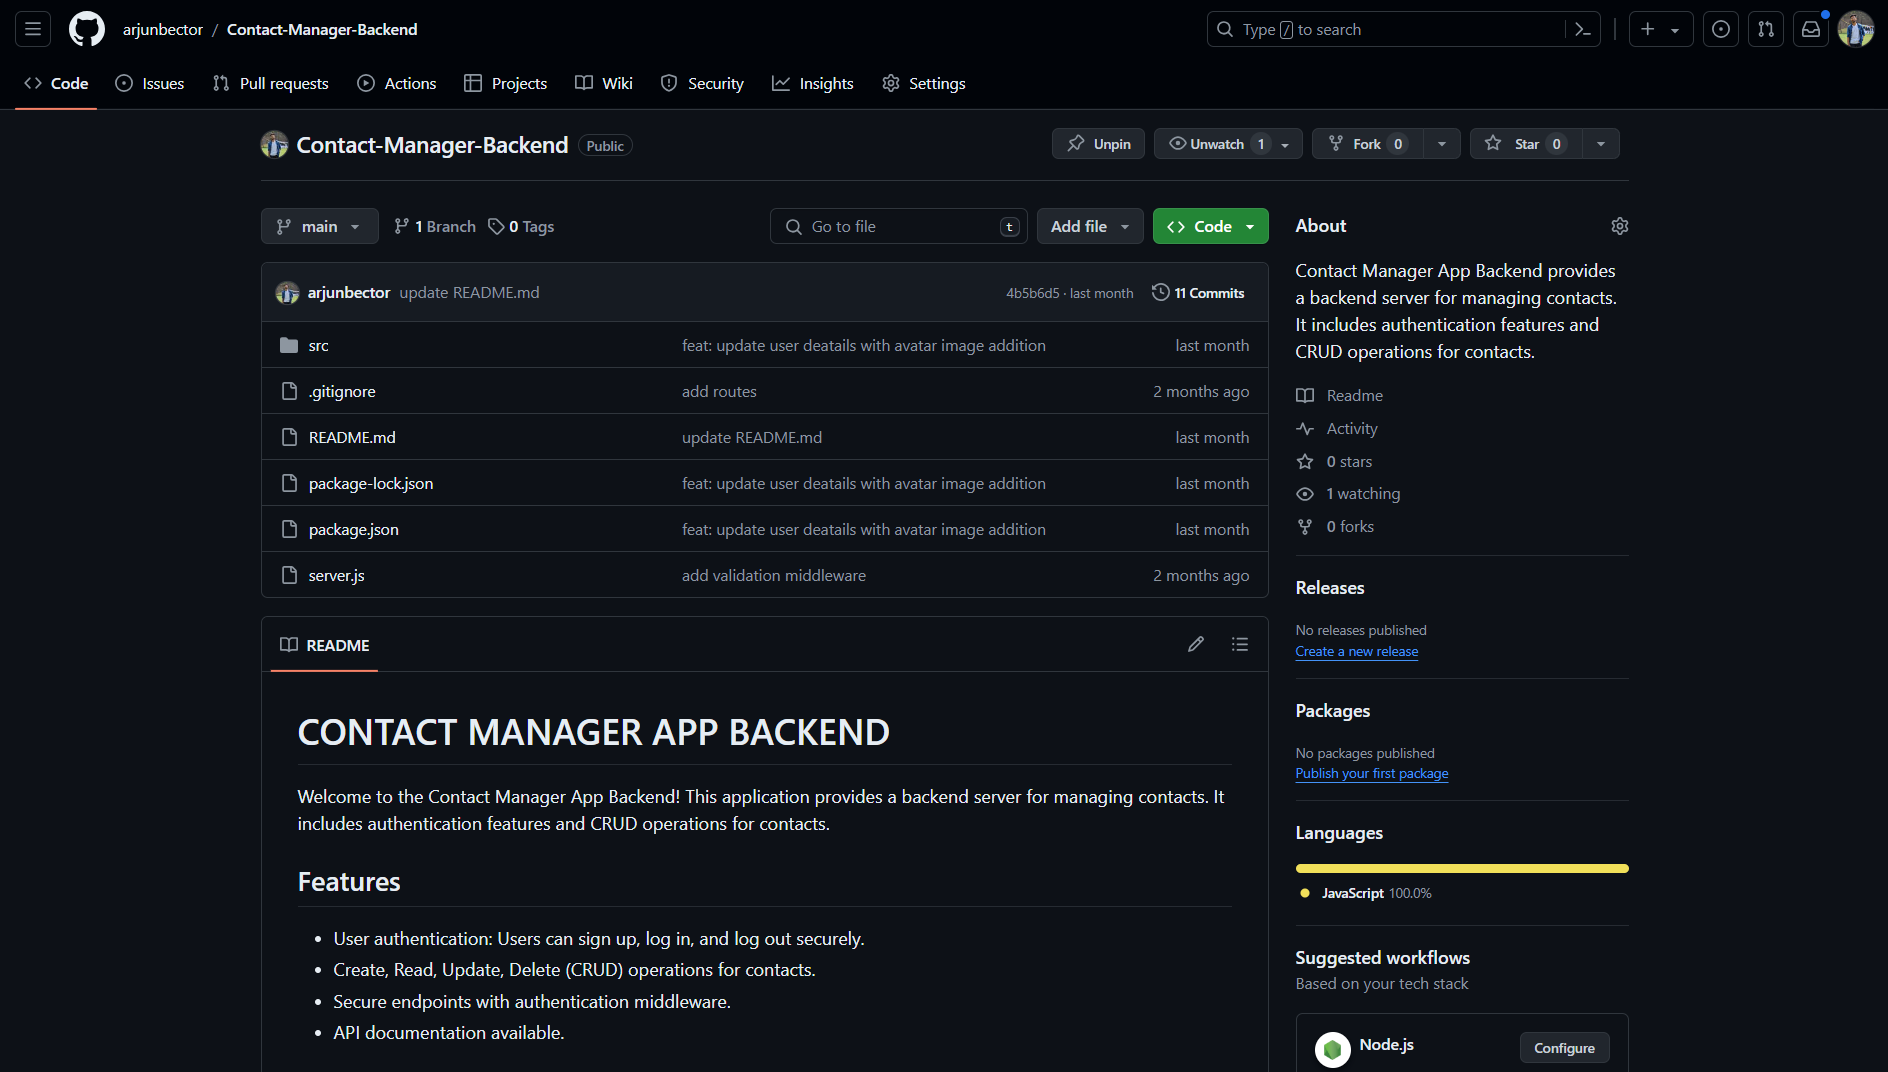 arjunbector / Contact-Manager-Backend
Type / to search
Code Issues Pull requests Actions Projects Wiki Security Insights Settings
Contact-Manager-Backend Public
Unpin Unwatch 1 Fork 0 Star 0
main 1 Branch 0 Tags Go to file t Add file Code
arjunbector update README.md 4b5b6d5 · last month 11 Commits
src feat: update user deatails with avatar image addition last month
.gitignore add routes 2 months ago
README.md update README.md last month
package-lock.json feat: update user deatails with avatar image addition last month
package.json feat: update user deatails with avatar image addition last month
server.js add validation middleware 2 months ago
README
CONTACT MANAGER APP BACKEND
Welcome to the Contact Manager App Backend! This application provides a backend server for managing contacts. It
includes authentication features and CRUD operations for contacts.
Features
• User authentication: Users can sign up, log in, and log out securely.
• Create, Read, Update, Delete (CRUD) operations for contacts.
• Secure endpoints with authentication middleware.
• API documentation available.
About
Contact Manager App Backend provides
a backend server for managing contacts.
It includes authentication features and
CRUD operations for contacts.
Readme
Activity
0 stars
1 watching
0 forks
Releases
No releases published
Create a new release
Packages
No packages published
Publish your first package
Languages
JavaScript 100.0%
Suggested workflows
Based on your tech stack
Node.js Configure